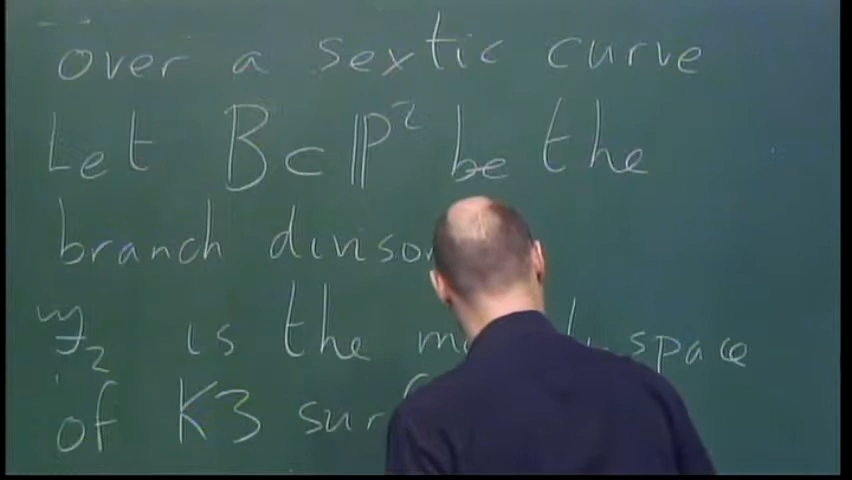 over a sextic curve
Let B ⊂ ℙ² be the
branch divisor
ℱ₂ is the space
of K3